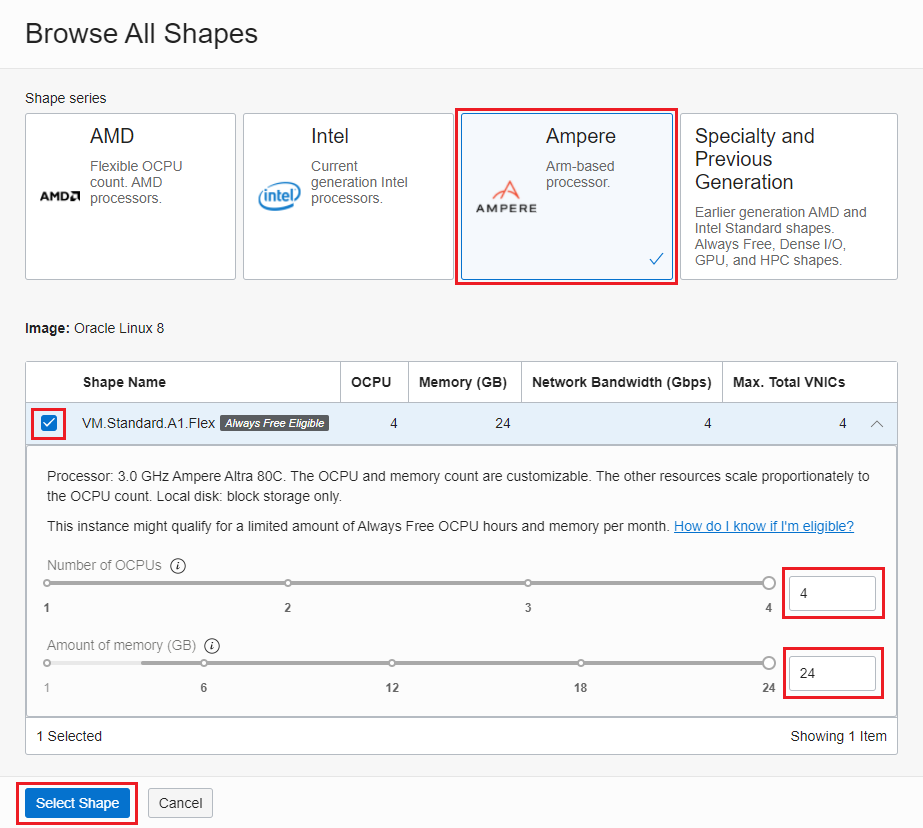 Browse All Shapes
Shape series
AMD
Flexible OCPU
count. AMD
processors.
AMD
Intel
Current
generation Intel
processors.
intel
Ampere
Arm-based
processor.
AMPERE
Specialty and
Previous
Generation
Earlier generation AMD and
Intel Standard shapes.
Always Free, Dense I/O,
GPU, and HPC shapes.
Image: Oracle Linux 8
Shape Name OCPU Memory (GB) Network Bandwidth (Gbps) Max. Total VNICs
VM.Standard.A1.Flex Always Free Eligible 4 24 4 4
Processor: 3.0 GHz Ampere Altra 80C. The OCPU and memory count are customizable. The other resources scale proportionately to
the OCPU count. Local disk: block storage only.
This instance might qualify for a limited amount of Always Free OCPU hours and memory per month. How do I know if I'm eligible?
Number of OCPUs i
1 2 3 4
4
Amount of memory (GB) i
1 6 12 18 24
24
1 Selected Showing 1 Item
Select Shape Cancel